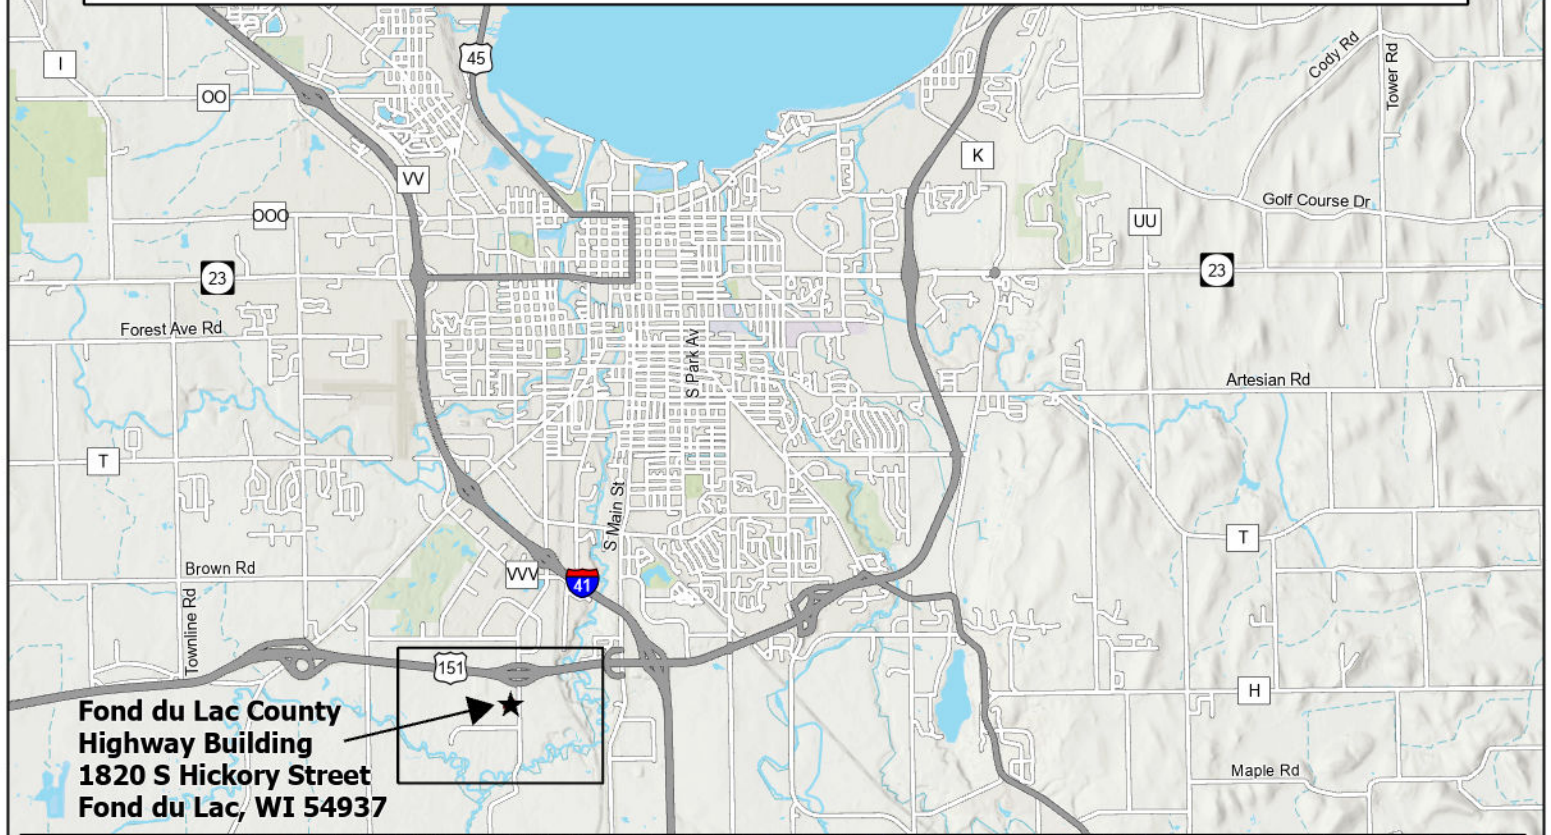 45
I
OO
Cody Rd
Tower Rd
K
VV
OOO
Golf Course Dr
UU
23
23
Forest Ave Rd
S Park Av
Artesian Rd
T
S Main St
T
Brown Rd
VVV
41
Townline Rd
151
H
Fond du Lac County
Highway Building
1820 S Hickory Street
Fond du Lac, WI 54937
Maple Rd